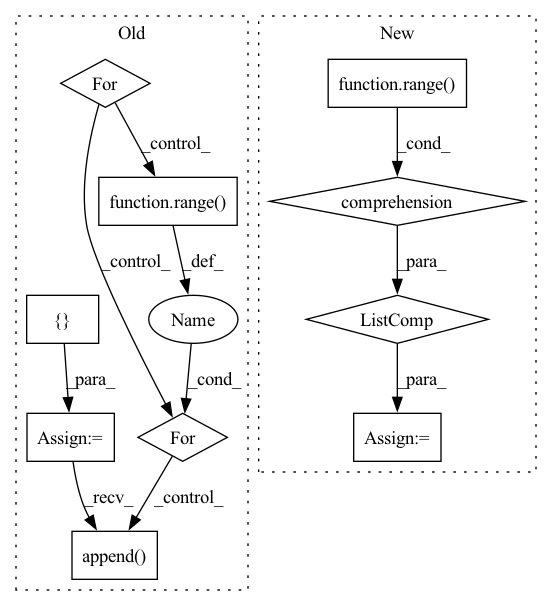 Old
New
For
function.range()
_control_
_cond_
function.range()
comprehension
_control_
_def_
_para_
{}
Name
ListComp
_para_
_cond_
_para_
Assign:=
For
Assign:=
_recv_
_control_
append()